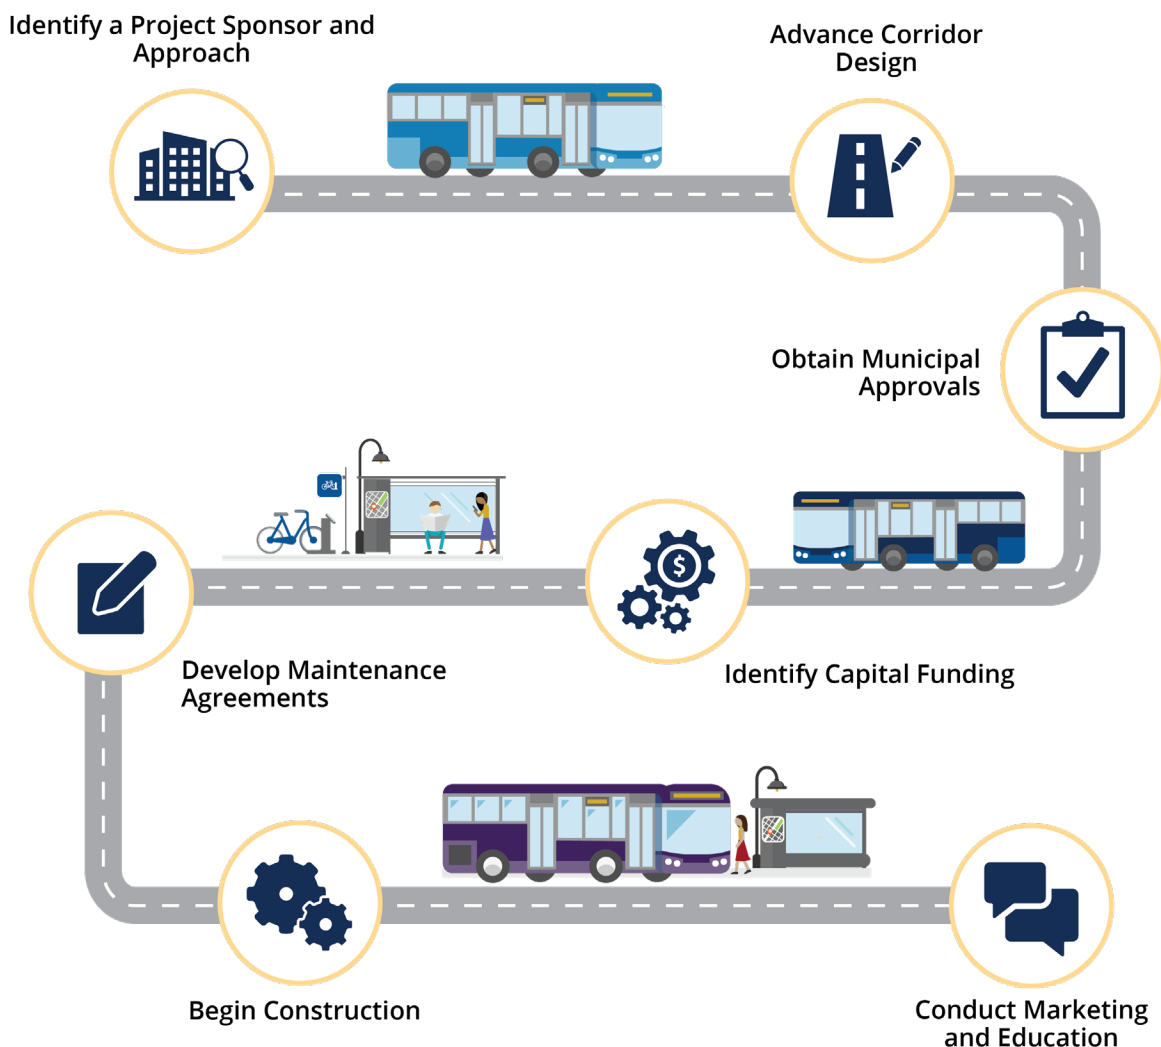 Identify a Project Sponsor and
Approach
Advance Corridor
Design
Obtain Municipal
Approvals
$
Identify Capital Funding
Develop Maintenance
Agreements
Begin Construction
Conduct Marketing
and Education